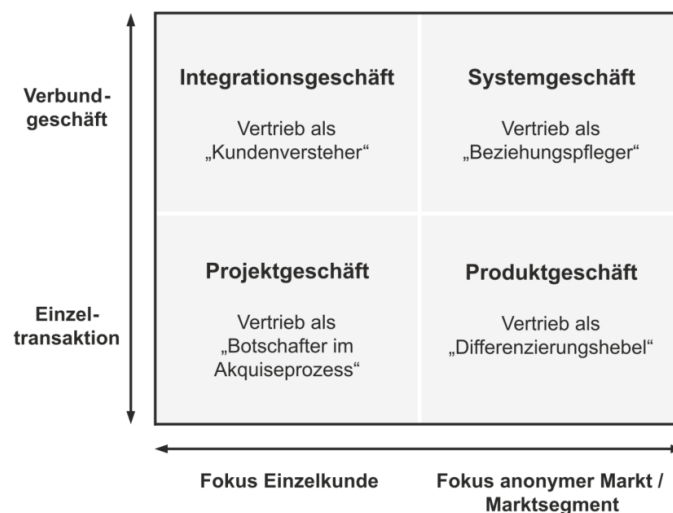 Verbund-
geschäft
Integrationsgeschäft
Vertrieb als
„Kundenversteher“
Systemgeschäft
Vertrieb als
„Beziehungspfleger“
Einzel-
transaktion
Projektgeschäft
Vertrieb als
„Botschafter im
Akquiseprozess“
Produktgeschäft
Vertrieb als
„Differenzierungshebel“
Fokus Einzelkunde
Fokus anonymer Markt /
Marktsegment